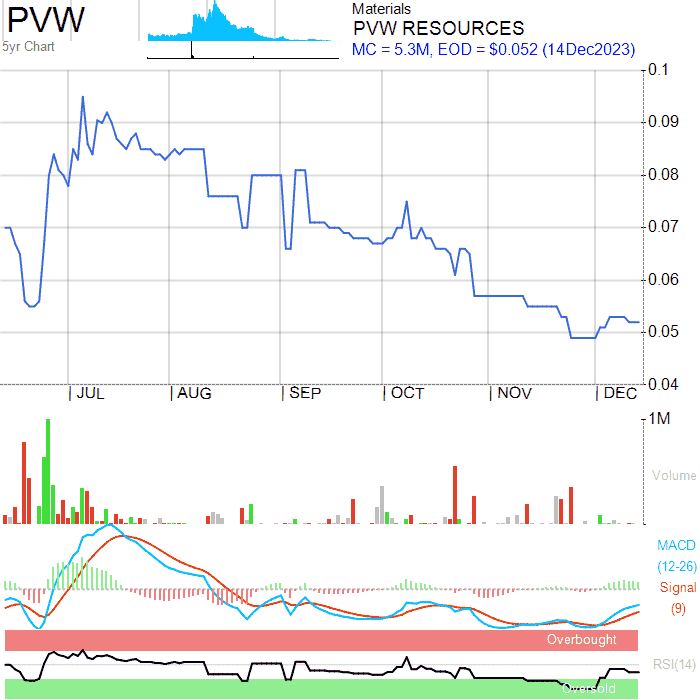 PVW
5yr Chart
Materials
PVW RESOURCES
MC = 5.3M, EOD = $0.052 (14Dec2023)
0.1
0.09
0.08
0.07
0.06
0.05
0.04
JUL AUG SEP OCT NOV DEC
1M
Volume
MACD
(12-26)
Signal
(9)
Overbought
RSI(14)
Oversold